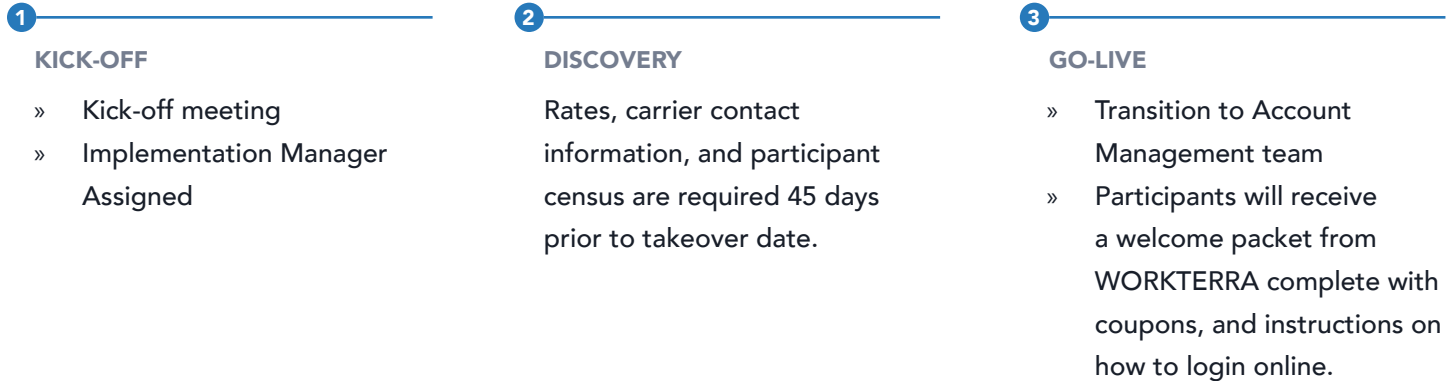 1
KICK-OFF
» Kick-off meeting
» Implementation Manager
Assigned
2
DISCOVERY
Rates, carrier contact
information, and participant
census are required 45 days
prior to takeover date.
3
GO-LIVE
» Transition to Account
Management team
» Participants will receive
a welcome packet from
WORKTERRA complete with
coupons, and instructions on
how to login online.